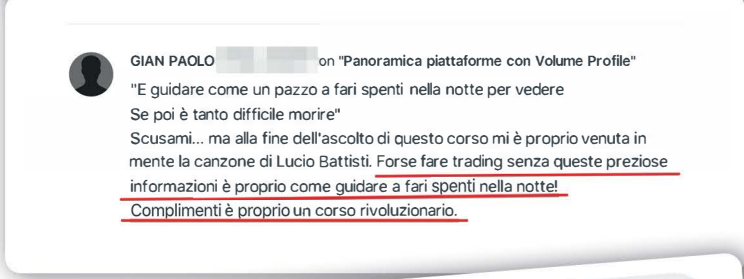 GIAN PAOLO on "Panoramica piattaforme con Volume Profile"
"E guidare come un pazzo a fari spenti nella notte per vedere
Se poi è tanto difficile morire"
Scusami... ma alla fine dell'ascolto di questo corso mi è proprio venuta in
mente la canzone di Lucio Battisti. Forse fare trading senza queste preziose
informazioni è proprio come guidare a fari spenti nella notte!
Complimenti è proprio un corso rivoluzionario.